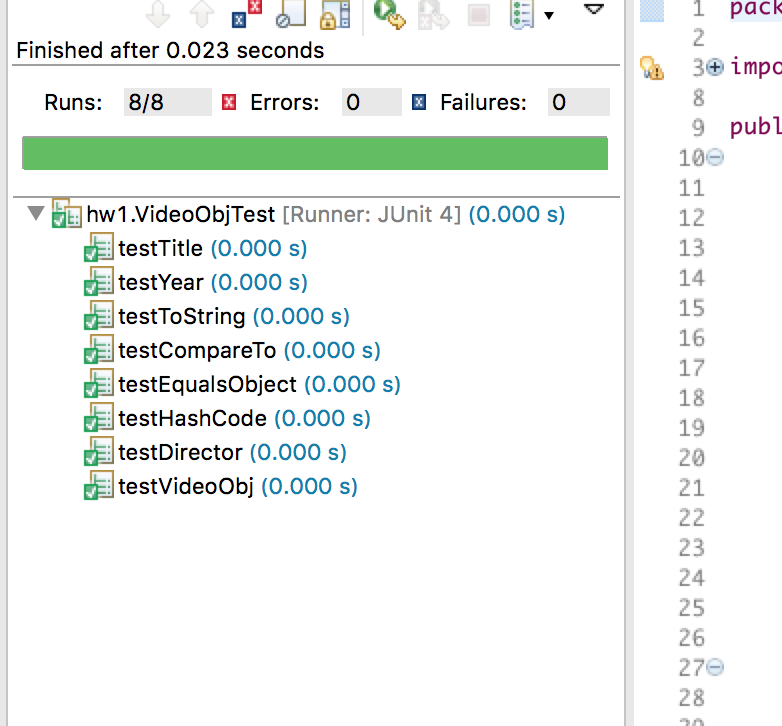 Finished after 0.023 seconds
Runs: 8/8 Errors: 0 Failures: 0
hw1.VideoObjTest [Runner: JUnit 4] (0.000 s)
testTitle (0.000 s)
testYear (0.000 s)
testToString (0.000 s)
testCompareTo (0.000 s)
testEqualsObject (0.000 s)
testHashCode (0.000 s)
testDirector (0.000 s)
testVideoObj (0.000 s)
1 pack
2
3 impo
8
9 publ
10
11
12
13
14
15
16
17
18
19
20
21
22
23
24
25
26
27
28